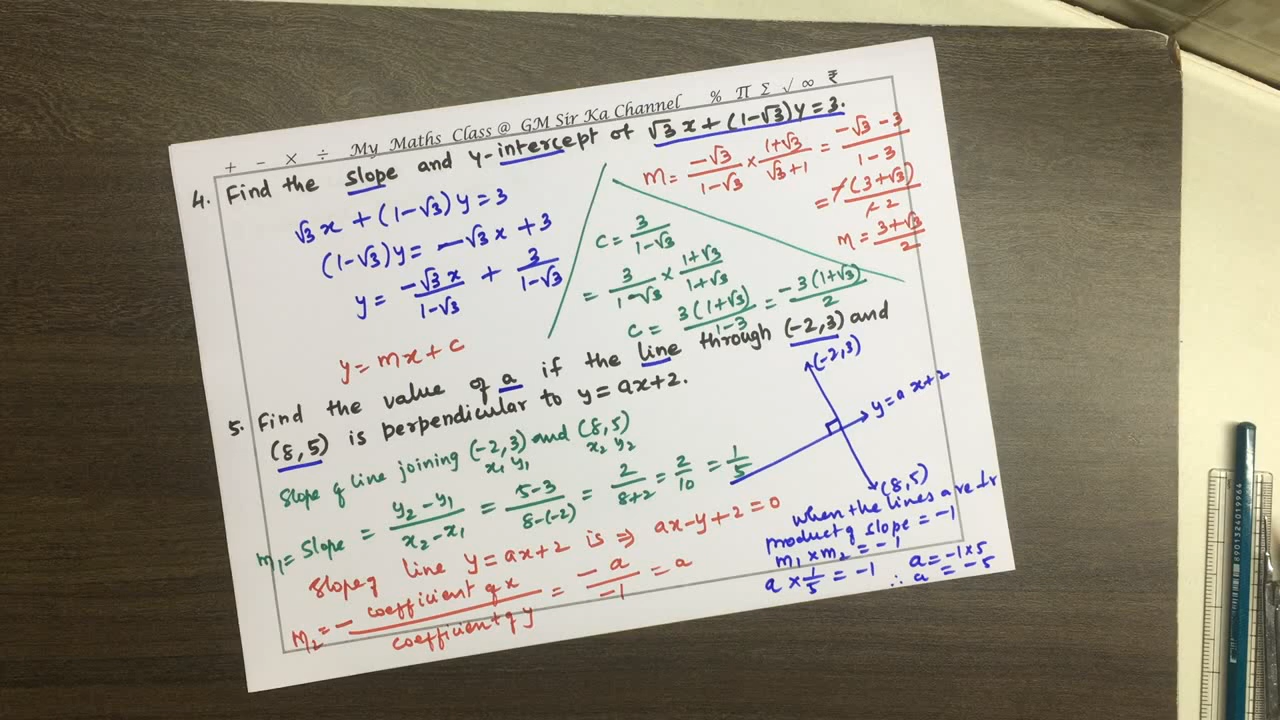 + − × ÷ My Maths Class @ GM Sir Ka Channel % Π Σ √ ∞ ₹
4. Find the slope and y-intercept of √3 x + (1-√3) y = 3.
√3 x + (1-√3) y = 3
(1-√3) y = -√3 x + 3
y = -√3 x / 1-√3 + 3 / 1-√3
y = mx + c
c = 3 / 1-√3
= 3 / 1-√3 × 1+√3 / 1+√3
c = 3(1+√3) / 1-3 = -3(1+√3) / 2
m = -√3 / 1-√3 × 1+√3 / √3+1 = -√3 - 3 / 1-3
= -(3+√3) / -2
m = 3+√3 / 2
5. Find the value of a if the line through (-2,3) and
(8,5) is perpendicular to y = ax+2.
Slope of line joining (-2,3) and (8,5)
x₁ y₁ x₂ y₂
m₁ = Slope = y₂-y₁ / x₂-x₁ = 5-3 / 8-(-2) = 2 / 8+2 = 2 / 10 = 1 / 5
Slope of line y = ax+2 is ⇒ ax-y+2=0
m₂ = - coefficient of x / coefficient of y = - a / -1 = a
(-2,3)
y=ax+2
(8,5)
when the lines are ⊥r
product of slope = -1
m₁ × m₂ = -1
a × 1/5 = -1
a = -1×5
∴ a = -5
8901324019964